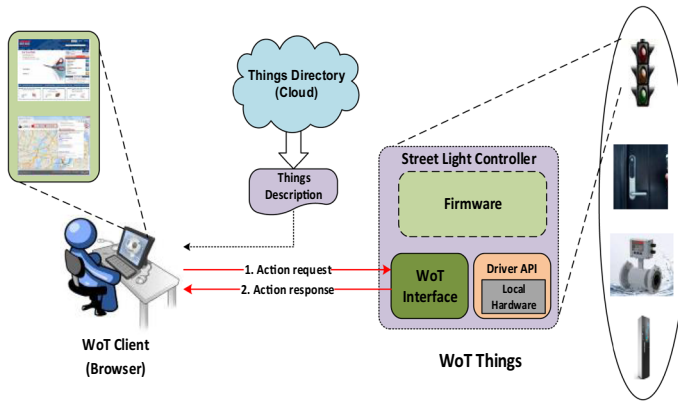 Things Directory
(Cloud)
Things
Description
Street Light Controller
Firmware
1. Action request
2. Action response
WoT
Interface
Driver API
Local
Hardware
WoT Client
(Browser)
WoT Things